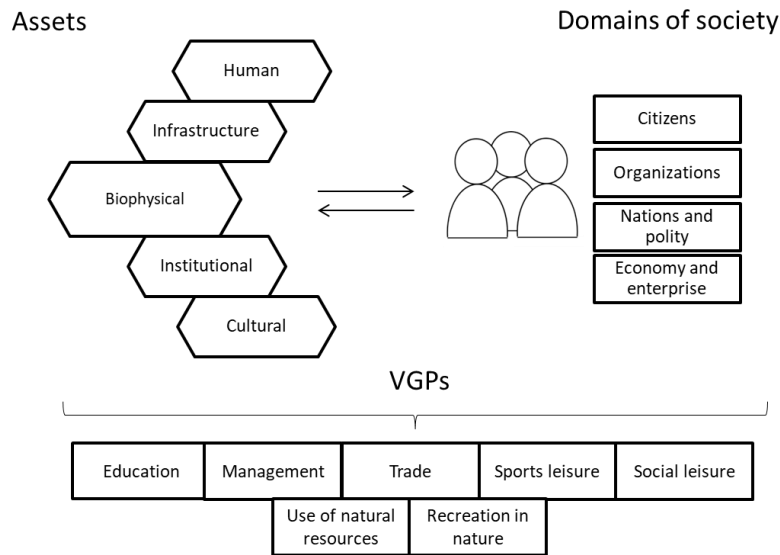 Assets
Domains of society
Human
Infrastructure
Biophysical
Institutional
Cultural
Citizens
Organizations
Nations and
polity
Economy and
enterprise
VGPs
Education
Management
Trade
Sports leisure
Social leisure
Use of natural
resources
Recreation in
nature